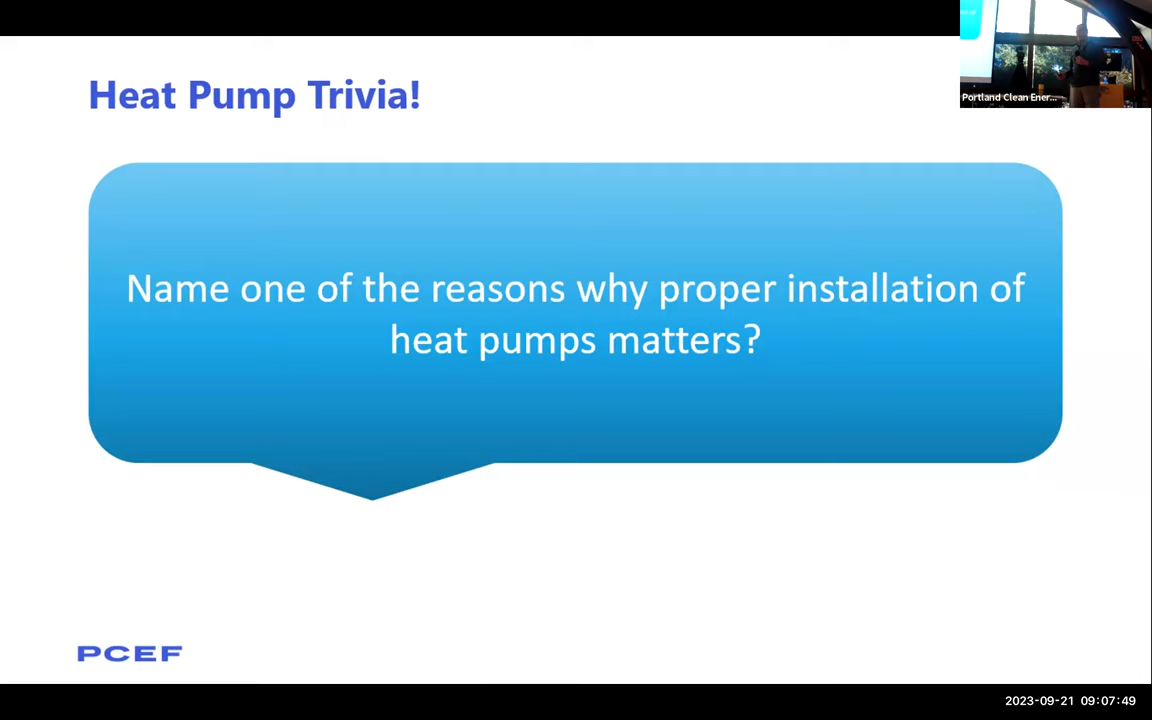 Heat Pump Trivia!
Portland Clean Ener...
Name one of the reasons why proper installation of
heat pumps matters?
PCEF
2023-09-21 09:07:49